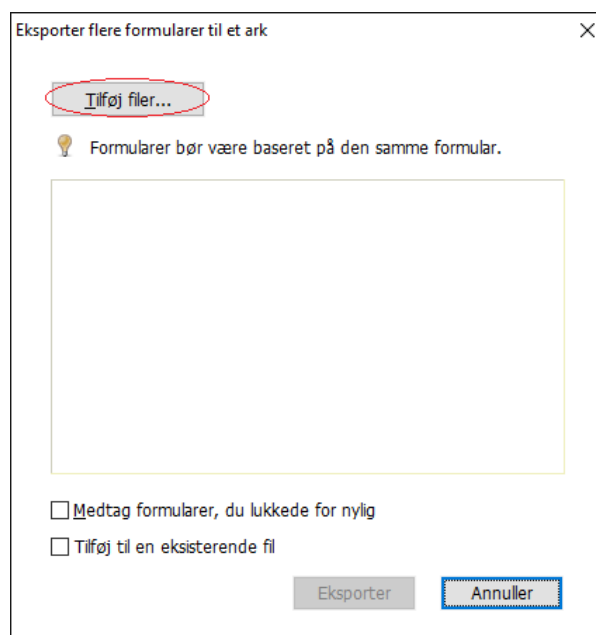 Eksporter flere formularer til et ark
Tilføj filer...
Formularer bør være baseret på den samme formular.
Medtag formularer, du lukkede for nylig
Tilføj til en eksisterende fil
Eksporter
Annuller